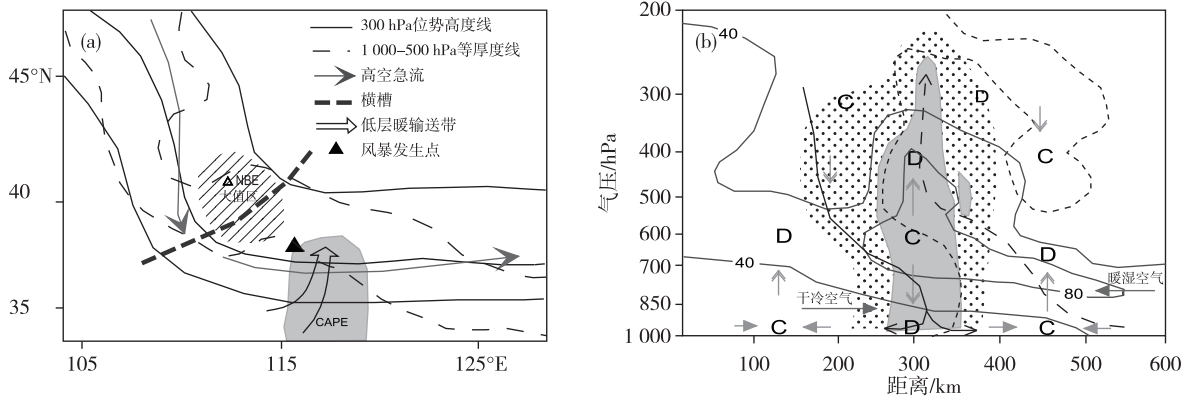 (a)
300 hPa位势高度线
1 000–500 hPa等厚度线
高空急流
横槽
低层暖输送带
风暴发生点
45°N
40
35
NBE
大值区
CAPE
105
115
125°E
(b)
气压/hPa
200
300
400
500
600
700
850
1 000
40
40
80
C
D
C
D
C
D
D
暖湿空气
干冷空气
C
D
C
100
200
300
400
500
600
距离/km